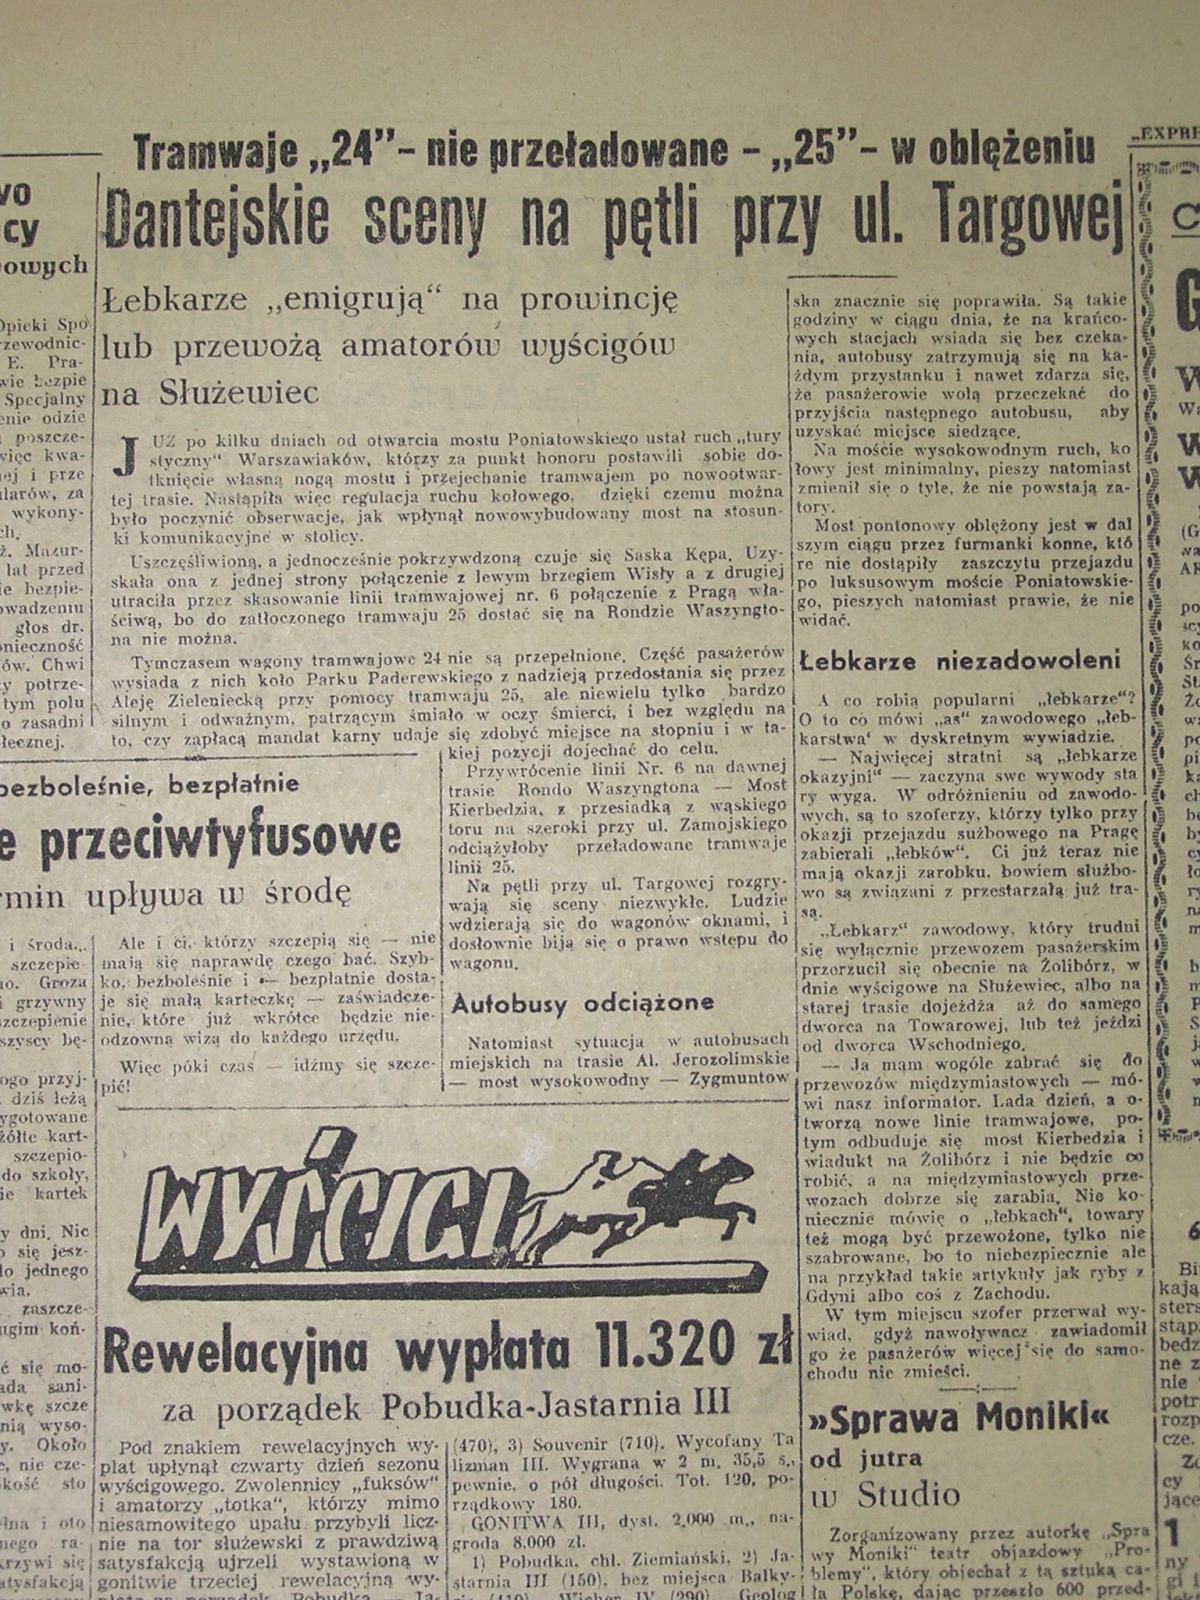 Tramwaje „24” - nie przeładowane - „25” - w oblężeniu
Dantejskie sceny na pętli przy ul. Targowej
Łebkarze „emigrują“ na prowincję
lub przewożą amatorów wyścigów
na Służewiec
JUŻ po kilku dniach od otwarcia mostu Poniatowskiego ustał ruch „tury
styczny“ Warszawiaków, którzy za punkt honoru postawili sobie do-
tknięcie własną nogą mostu i przejechanie tramwajem po nowootwar-
tej trasie. Nastąpiła więc regulacja ruchu kołowego, dzięki czemu można
było poczynić obserwacje, jak wpłynął nowowybudowany most na stosun-
ki komunikacyjne w stolicy.
Uszczęśliwioną, a jednocześnie pokrzywdzoną czuje się Saska Kępa. Uzy-
skała ona z jednej strony połączenie z lewym brzegiem Wisły a z drugiej
utraciła przez skasowanie linii tramwajowej nr. 6 połączenie z Pragą wła-
ściwą, bo do zatłoczonego tramwaju 25 dostać się na Rondzie Waszyngto-
na nie można.
Tymczasem wagony tramwajowe 24 nie są przepełnione. Część pasażerów
wysiada z nich koło Parku Paderewskiego z nadzieją przedostania się przez
Aleję Zieleniecką przy pomocy tramwaju 25, ale niewielu tylko bardzo
silnym i odważnym, patrzącym śmiało w oczy śmierci, i bez względu na
to, czy zapłacą mandat karny udaje się zdobyć miejsce na stopniu i w ta-
kiej pozycji dojechać do celu.
Przywrócenie linii Nr. 6 na dawnej
trasie Rondo Waszyngtona — Most
Kierbedzia, z przesiadką z wąskiego
toru na szeroki przy ul. Zamojskiego
odciążyłoby przeładowane tramwaje
linii 25.
Na pętli przy ul. Targowej rozgry-
wają się sceny niezwykłe. Ludzie
wdzierają się do wagonów oknami, i
dosłownie biją się o prawo wstępu do
wagonu.
Autobusy odciążone
Natomiast sytuacja w autobusach
miejskich na trasie Al. Jerozolimskie
— most wysokowodny — Zygmuntow
ska znacznie się poprawiła. Są takie
godziny w ciągu dnia, że na krańco-
wych stacjach wsiada się bez czeka-
nia, autobusy zatrzymują się na ka-
żdym przystanku i nawet zdarza się,
że pasażerowie wolą przeczekać do
przyjścia następnego autobusu, aby
uzyskać miejsce siedzące.
Na moście wysokowodnym ruch, ko
łowy jest minimalny, pieszy natomiast
zmienił się o tyle, że nie powstają za-
tory.
Most pontonowy oblężony jest w dal
szym ciągu przez furmanki konne, któ
re nie dostąpiły zaszczytu przejazdu
po luksusowym moście Poniatowskie-
go, pieszych natomiast prawie, że nie
widać.
Łebkarze niezadowoleni
A co robią popularni „łebkarze“?
O to co mówi „as“ zawodowego „łeb-
karstwa‘ w dyskretnym wywiadzie.
— Najwięcej stratni są „łebkarze
okazyjni“ — zaczyna swe wywody sta
ry wyga. W odróżnieniu od zawodo-
wych, są to szoferzy, którzy tylko przy
okazji przejazdu sużbowego na Pragę
zabierali „łebków“. Ci już teraz nie
mają okazji zarobku, bowiem służbo-
wo są związani z przestarzałą już tra-
są.
„Łebkarz“ zawodowy, który trudni
się wyłącznie przewozem pasażerskim
przerzucił się obecnie na Żolibórz, w
dnie wyścigowe na Służewiec, albo na
starej trasie dojeżdża aż do samego
dworca na Towarowej, lub też jeździ
od dworca Wschodniego.
— Ja mam wogóle zabrać się do
przewozów międzymiastowych — mó-
wi nasz informator. Lada dzień, a o-
tworzą nowe linie tramwajowe, po-
tym odbuduje się most Kierbedzia i
wiadukt na Żolibórz i nie będzie co
robić, a na międzymiastowych prze-
wozach dobrze się zarabia. Nie ko-
niecznie mówię o „łebkach“, towary
też mogą być przewożone, tylko nie
szabrowane, bo to niebezpiecznie ale
na przykład takie artykuły jak ryby z
Gdyni albo coś z Zachodu.
W tym miejscu szofer przerwał wy-
wiad, gdyż nawoływacz zawiadomił
go że pasażerów więcej się do samo-
chodu nie zmieści.
bezboleśnie, bezpłatnie
e przeciwtyfusowe
rmin upływa w środę
Ale i ci, którzy szczepią się — nie
mają się naprawdę czego bać. Szyb-
ko, bezboleśnie i — bezpłatnie dosta-
je się małą karteczkę — zaświadcze-
nie, które już wkrótce będzie nie-
odzowną wizą do każdego urzędu.
Więc póki czas — idźmy się szcze-
pić!
WYŚCIGI
Rewelacyjna wypłata 11.320 zł
za porządek Pobudka-Jastarnia III
Pod znakiem rewelacyjnych wy-
płat upłynął czwarty dzień sezonu
wyścigowego. Zwolennicy „fuksów“
i amatorzy „totka“, którzy mimo
niesamowitego upału przybyli licz-
nie na tor służewski z prawdziwą
satysfakcją ujrzeli wystawioną w
gonitwie trzeciej rewelacyjną wy-
(470), 3) Souvenir (710). Wycofany Ta
lizman III. Wygrana w 2 m. 35,5 s.,
pewnie, o pół długości. Tot. 120, po-
rządkowy 180.
GONITWA III, dyst. 2.000 m., na-
groda 8.000 zł.
1) Pobudka, chł. Ziemiański, 2) Ja-
starnia III (150), bez miejsca Balky-
»Sprawa Moniki«
od jutra
w Studio
Zorganizowany przez autorkę „Spra
wy Moniki“ teatr objazdowy „Pro-
blemy“, który objechał z tą sztuką ca-
łą Polskę, dając przeszło 600 przed-
„EXPRE